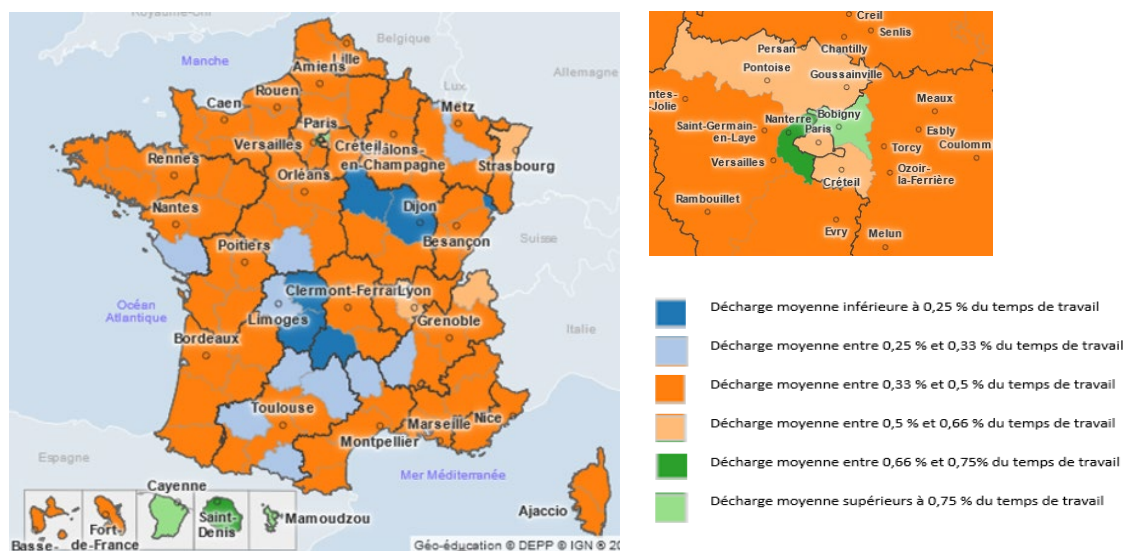 Royaume-Uni
Belgique
Manche
Lille
Amiens
Allemagne
Lux.
Rouen
Caen
Metz
Paris
Versailles
Créteil
Châlons-
en-Champagne
Strasbourg
Rennes
Orléans
Nantes
Dijon
Besançon
Poitiers
Suisse
Océan
Atlantique
Clermont-Ferrand
Lyon
Limoges
Grenoble
Italie
Bordeaux
Toulouse
Nice
Marseille
Montpellier
Espagne
Mer Méditerranée
Cayenne
Saint-
Denis
Mamoudzou
Fort-
de-France
Basse-
Ajaccio
Géo-éducation © DEPP © IGN © 20
Creil
Senlis
Persan
Chantilly
Pontoise
Goussainville
ntes-
-Jolie
Meaux
Nanterre
Bobigny
Saint-Germain-
en-Laye
Paris
Esbly
Torcy
Coulomm
Versailles
Créteil
Ozoir-
la-Ferrière
Rambouillet
Evry
Melun
Décharge moyenne inférieure à 0,25 % du temps de travail
Décharge moyenne entre 0,25 % et 0,33 % du temps de travail
Décharge moyenne entre 0,33 % et 0,5 % du temps de travail
Décharge moyenne entre 0,5 % et 0,66 % du temps de travail
Décharge moyenne entre 0,66 % et 0,75% du temps de travail
Décharge moyenne supérieurs à 0,75 % du temps de travail